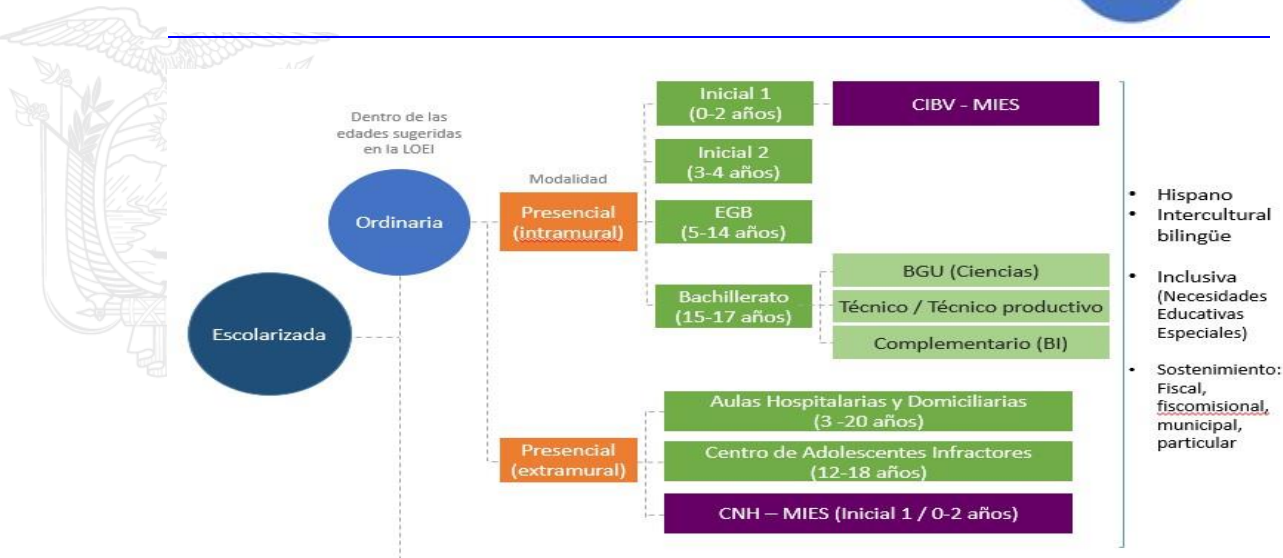 Dentro de las
edades sugeridas
en la LOEI
Escolarizada
Ordinaria
Modalidad
Presencial
(intramural)
Inicial 1
(0-2 años)
CIBV - MIES
Inicial 2
(3-4 años)
EGB
(5-14 años)
Bachillerato
(15-17 años)
BGU (Ciencias)
Técnico / Técnico productivo
Complementario (BI)
Presencial
(extramural)
Aulas Hospitalarias y Domiciliarias
(3 -20 años)
Centro de Adolescentes Infractores
(12-18 años)
CNH – MIES (Inicial 1 / 0-2 años)
• Hispano
• Intercultural
bilingüe
• Inclusiva
(Necesidades
Educativas
Especiales)
• Sostenimiento:
Fiscal,
fiscomisional,
municipal,
particular